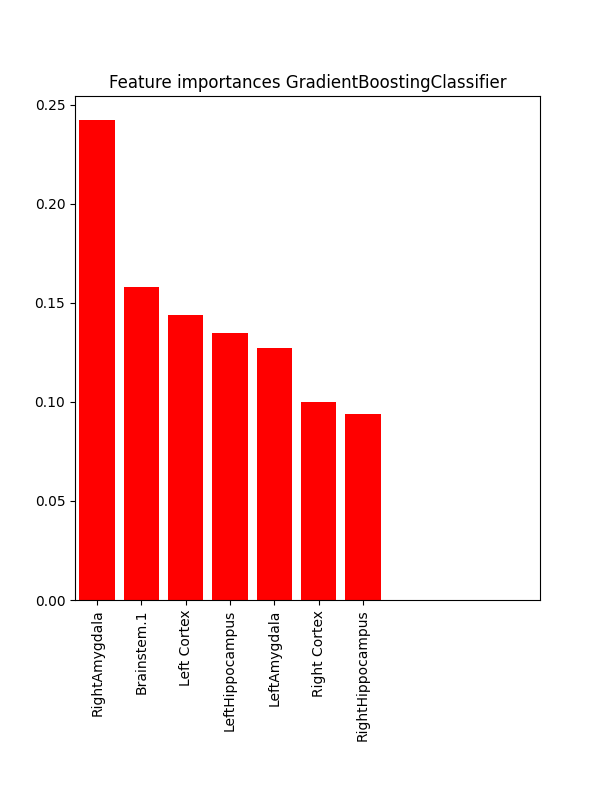 Feature importances GradientBoostingClassifier
0.25
0.20
0.15
0.10
0.05
0.00
RightAmygdala
Brainstem.1
Left Cortex
LeftHippocampus
LeftAmygdala
Right Cortex
RightHippocampus